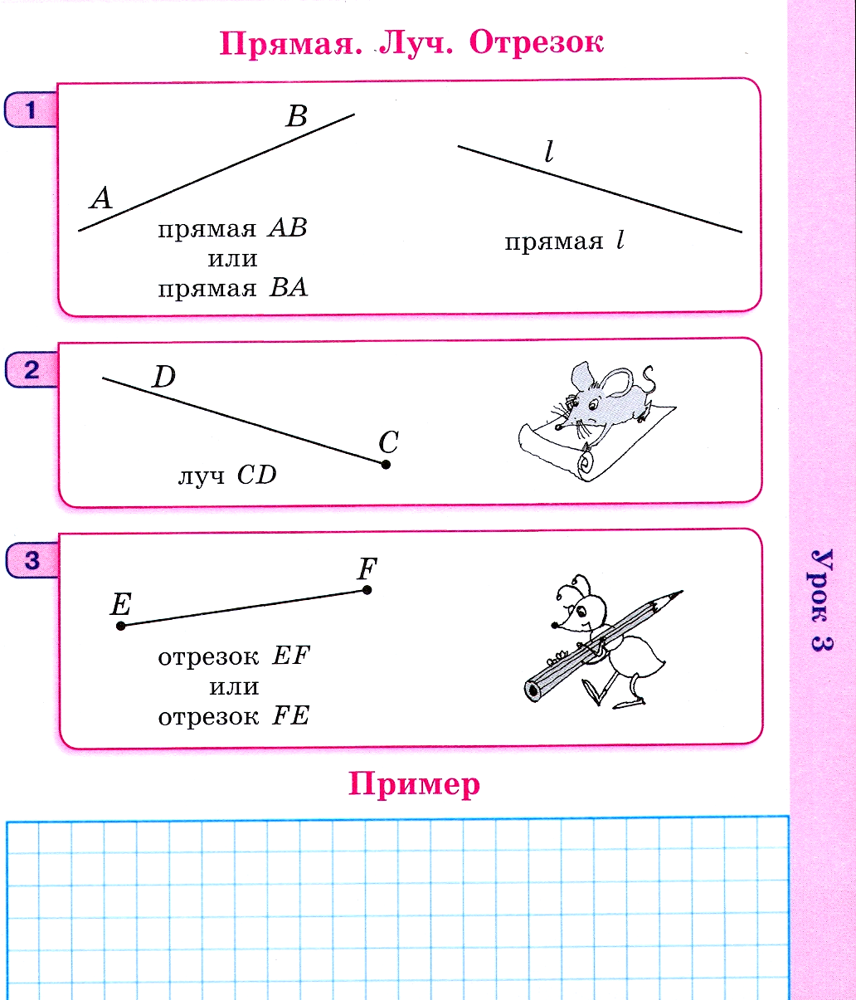 Прямая. Луч. Отрезок
1
B
A
l
прямая AB
или
прямая BA
прямая l
2
D
C
луч CD
3
F
E
отрезок EF
или
отрезок FE
Урок 3
Пример